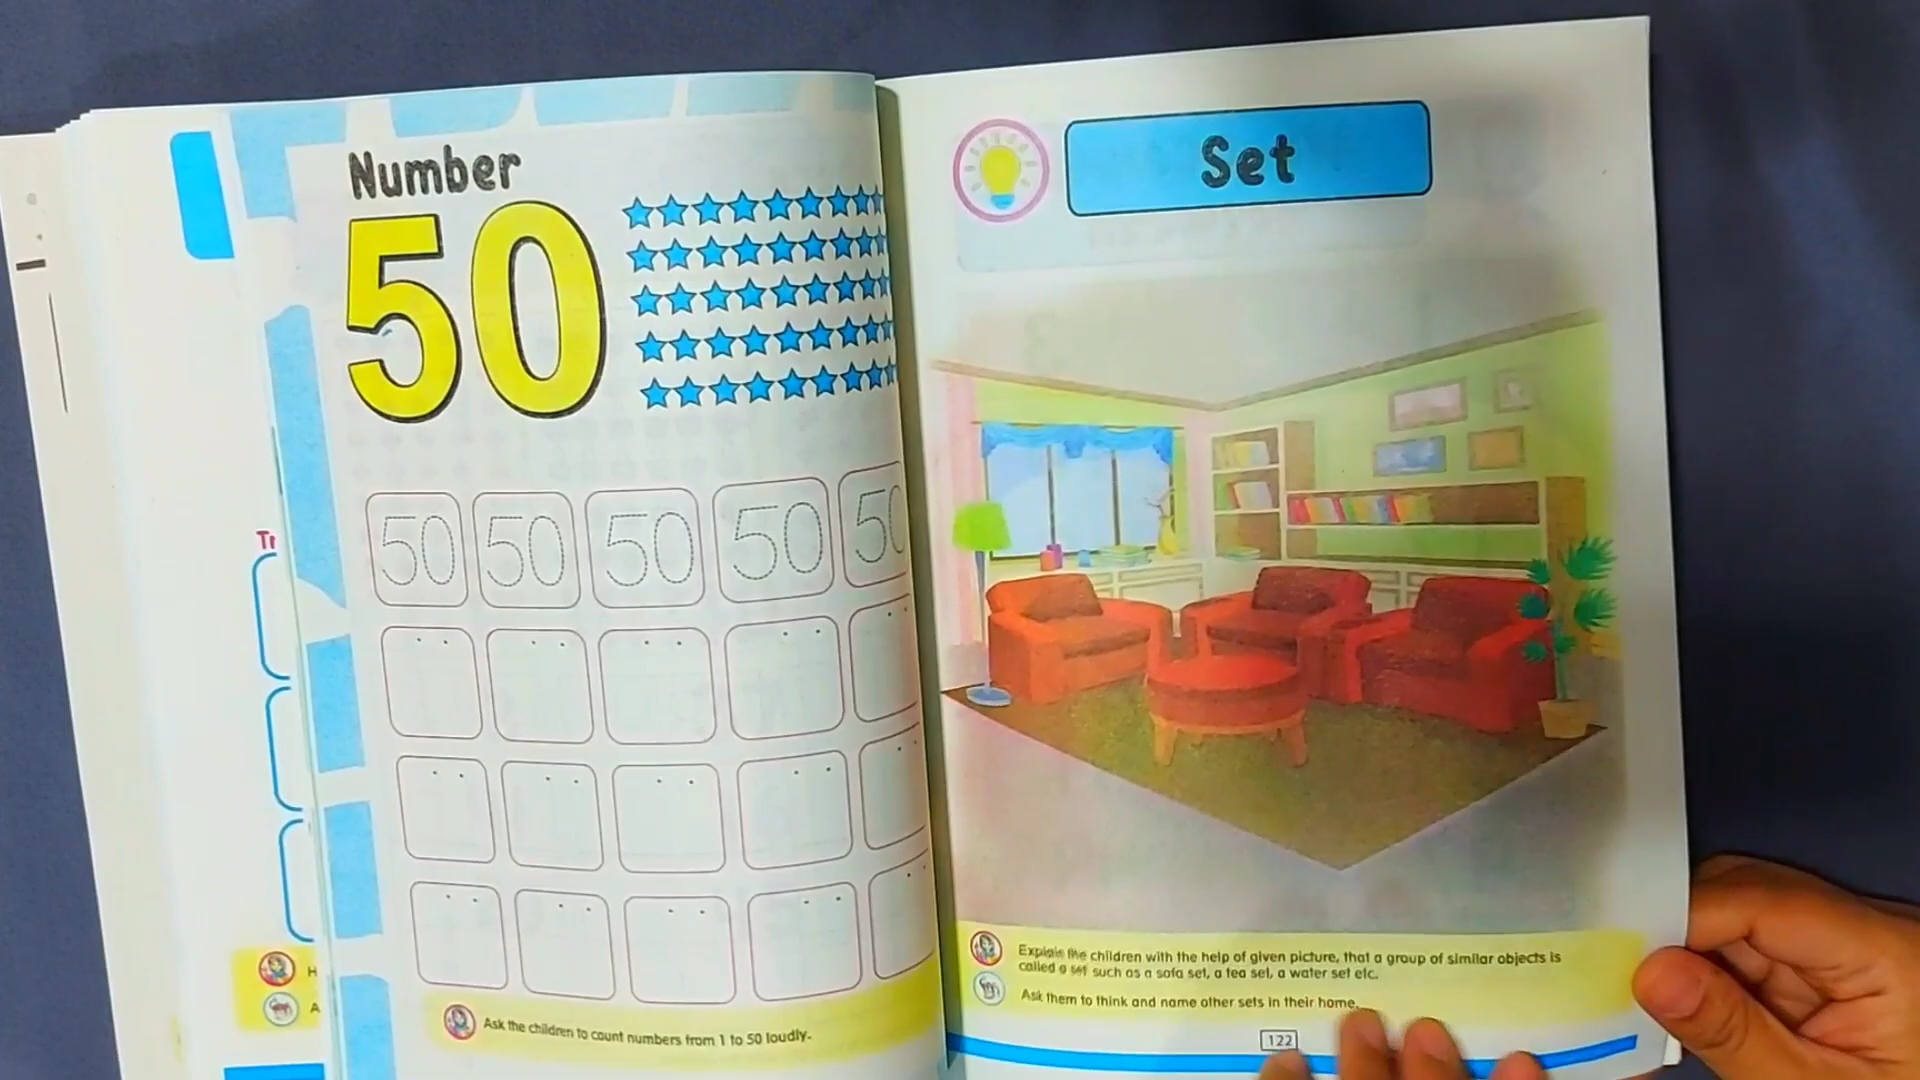 Number
50
50 50 50 50 50
Ask the children to count numbers from 1 to 50 loudly.
Tr
H
A
Set
Explain the children with the help of given picture, that a group of similar objects is
called a set such as a sofa set, a tea set, a water set etc.
Ask them to think and name other sets in their home.
122